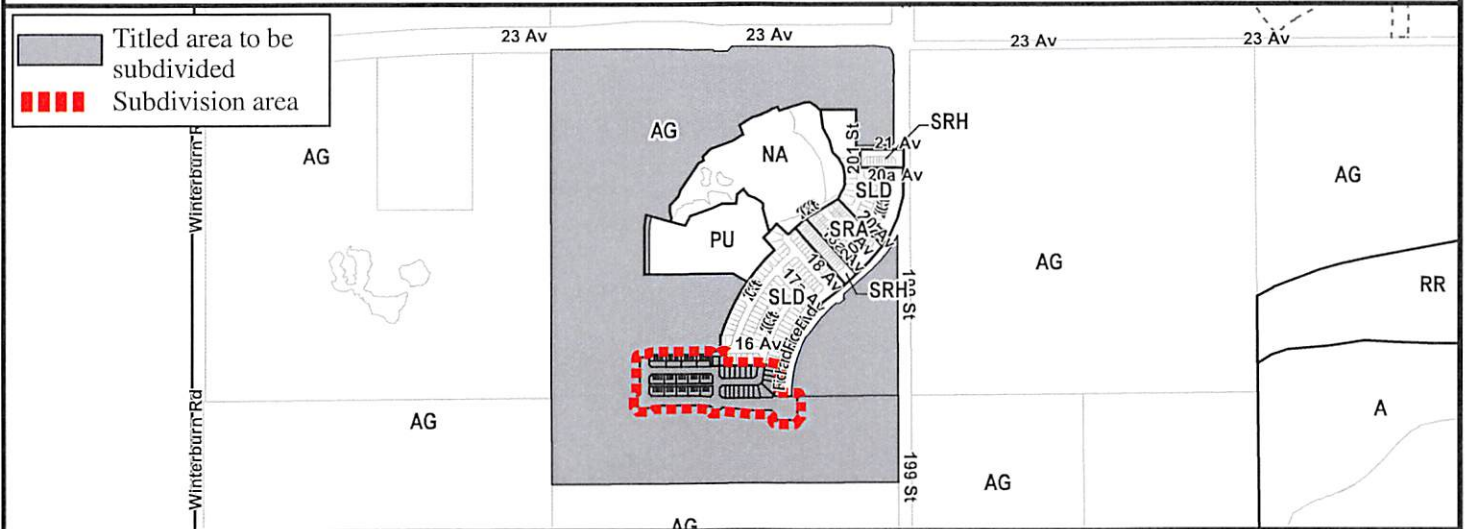 Titled area to be
subdivided
Subdivision area
23 Av
23 Av
23 Av
23 Av
Winterburn R
AG
AG
NA
201 St
21 Av
SRH
20a Av
SLD
AG
PU
SRA
18 Av
SLD
SRH
AG
RR
St
16 Av
Winterburn Rd
AG
A
199 St
AG
AG